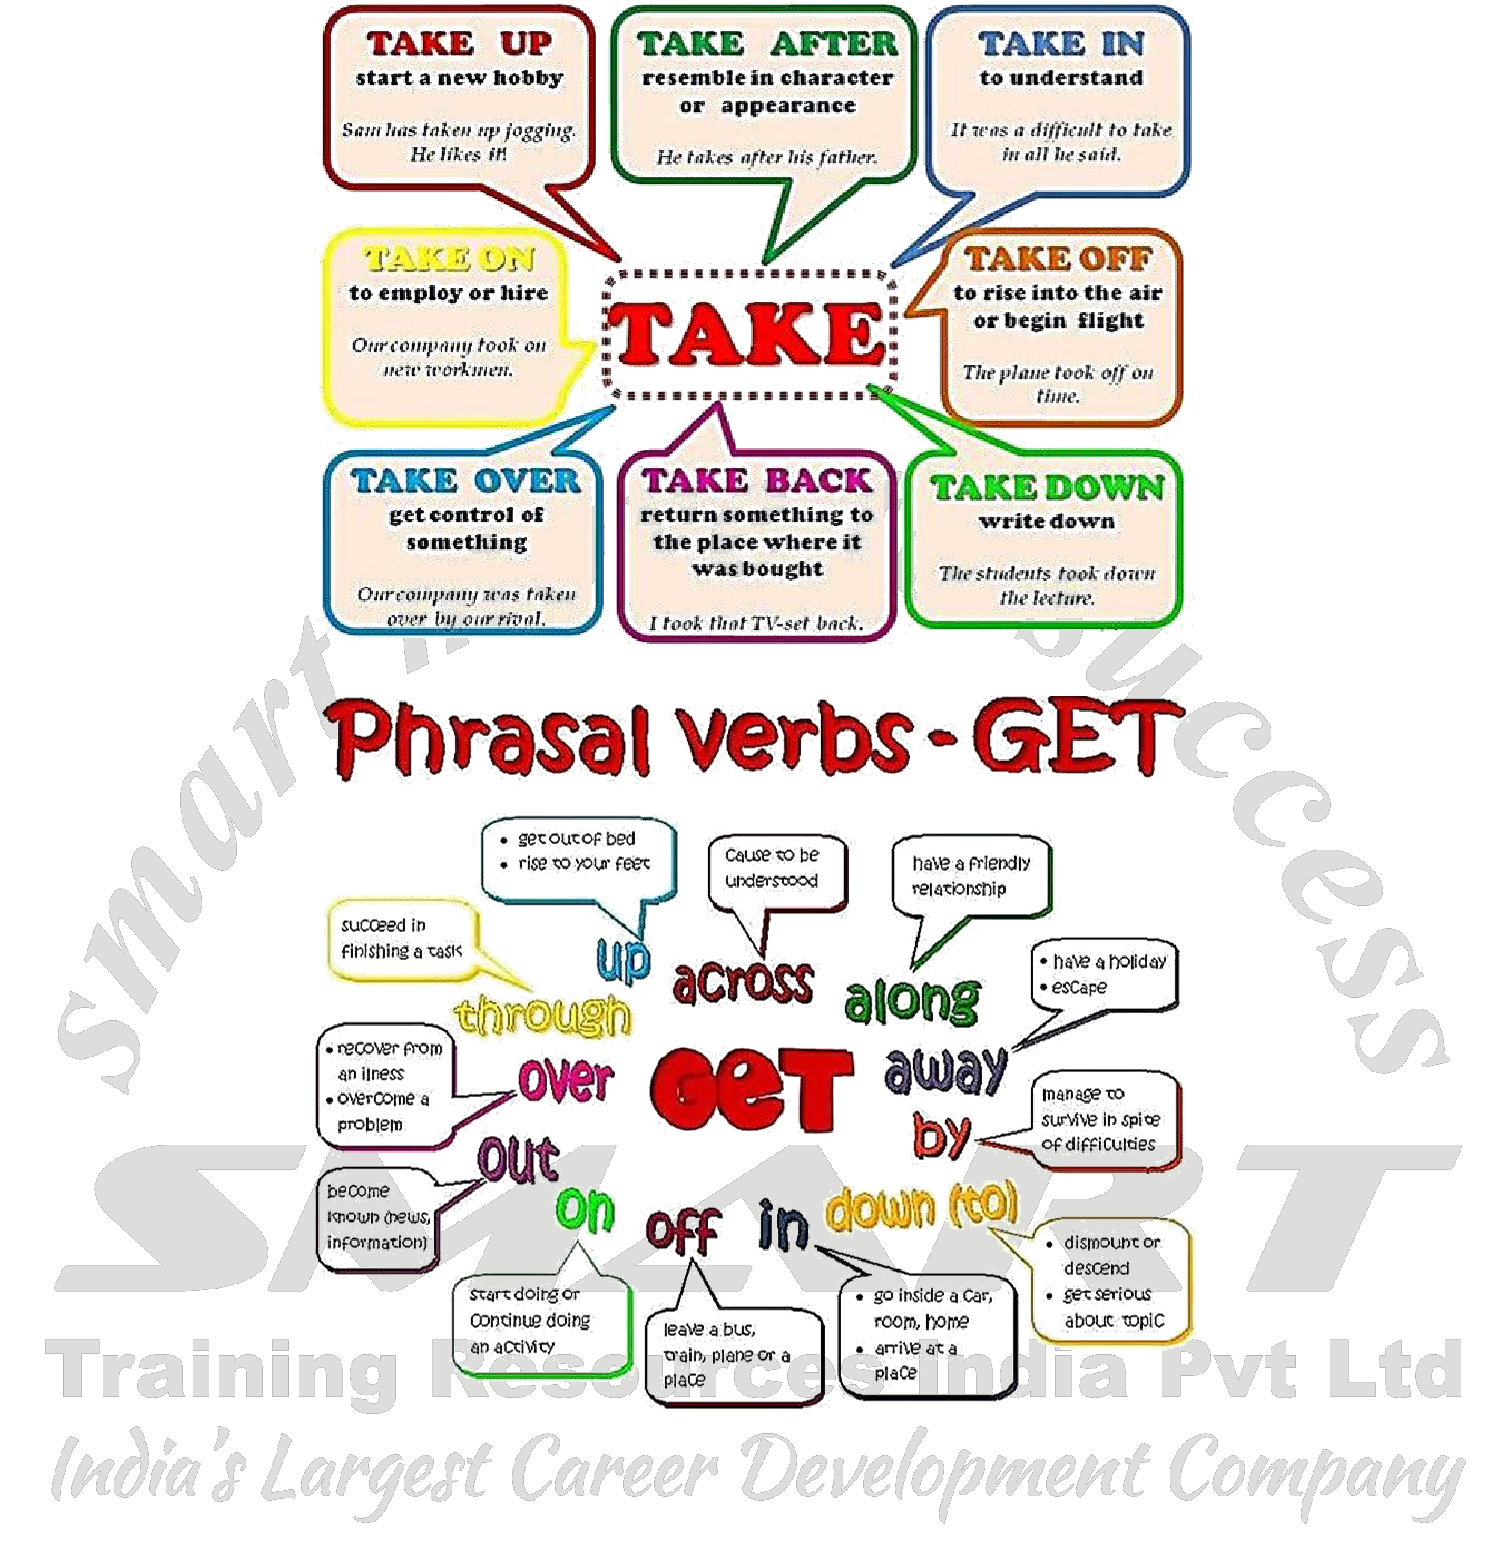 TAKE UP
start a new hobby
Sam has taken up jogging.
He likes it!
TAKE AFTER
resemble in character
or appearance
He takes after his father.
TAKE IN
to understand
It was a difficult to take
in all he said.
TAKE ON
to employ or hire
Our company took on
new workmen.
TAKE
TAKE OFF
to rise into the air
or begin flight
The plane took off on
time.
TAKE OVER
get control of
something
Our company was taken
over by our rival.
TAKE BACK
return something to
the place where it
was bought
I took that TV-set back.
TAKE DOWN
write down
The students took down
the lecture.
Phrasal verbs - GET
• get out of bed
• rise to your feet
up
Cause to be
understood
across
have a friendly
relationship
along
succeed in
finishing a task
through
• have a holiday
• escape
away
• recover from
an illness
• overcome a
problem
over
GET
manage to
survive in spite
of difficulties
by
become
known (news,
information)
out
start doing or
continue doing
an activity
on
leave a bus,
train, plane or a
place
off
• go inside a car,
room, home
• arrive at a
place
in
down (to)
• dismount or
descend
• get serious
about topic
smart
success
SMART
Training Resources India Pvt Ltd
India's Largest Career Development Company